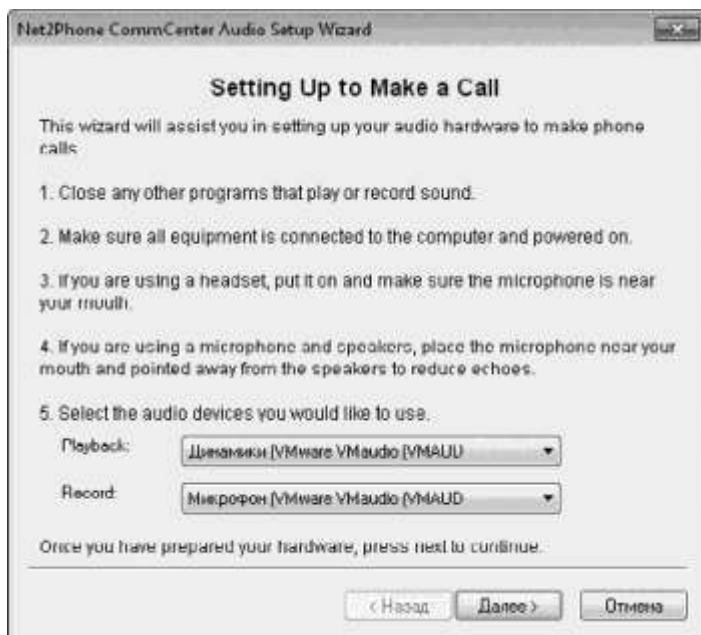 Net2Phone CommCenter Audio Setup Wizard
Setting Up to Make a Call
This wizard will assist you in setting up your audio hardware to make phone
calls
1. Close any other programs that play or record sound.
2. Make sure all equipment is connected to the computer and powered on.
3. If you are using a headset, put it on and make sure the microphone is near
your mouth.
4. If you are using a microphone and speakers, place the microphone near your
mouth and pointed away from the speakers to reduce echoes.
5. Select the audio devices you would like to use.
Playback:
Динамики (VMware VMaudio (VMAUD
Record:
Микрофон (VMware VMaudio (VMAUD
Once you have prepared your hardware, press next to continue.
< Назад
Далее >
Отмена